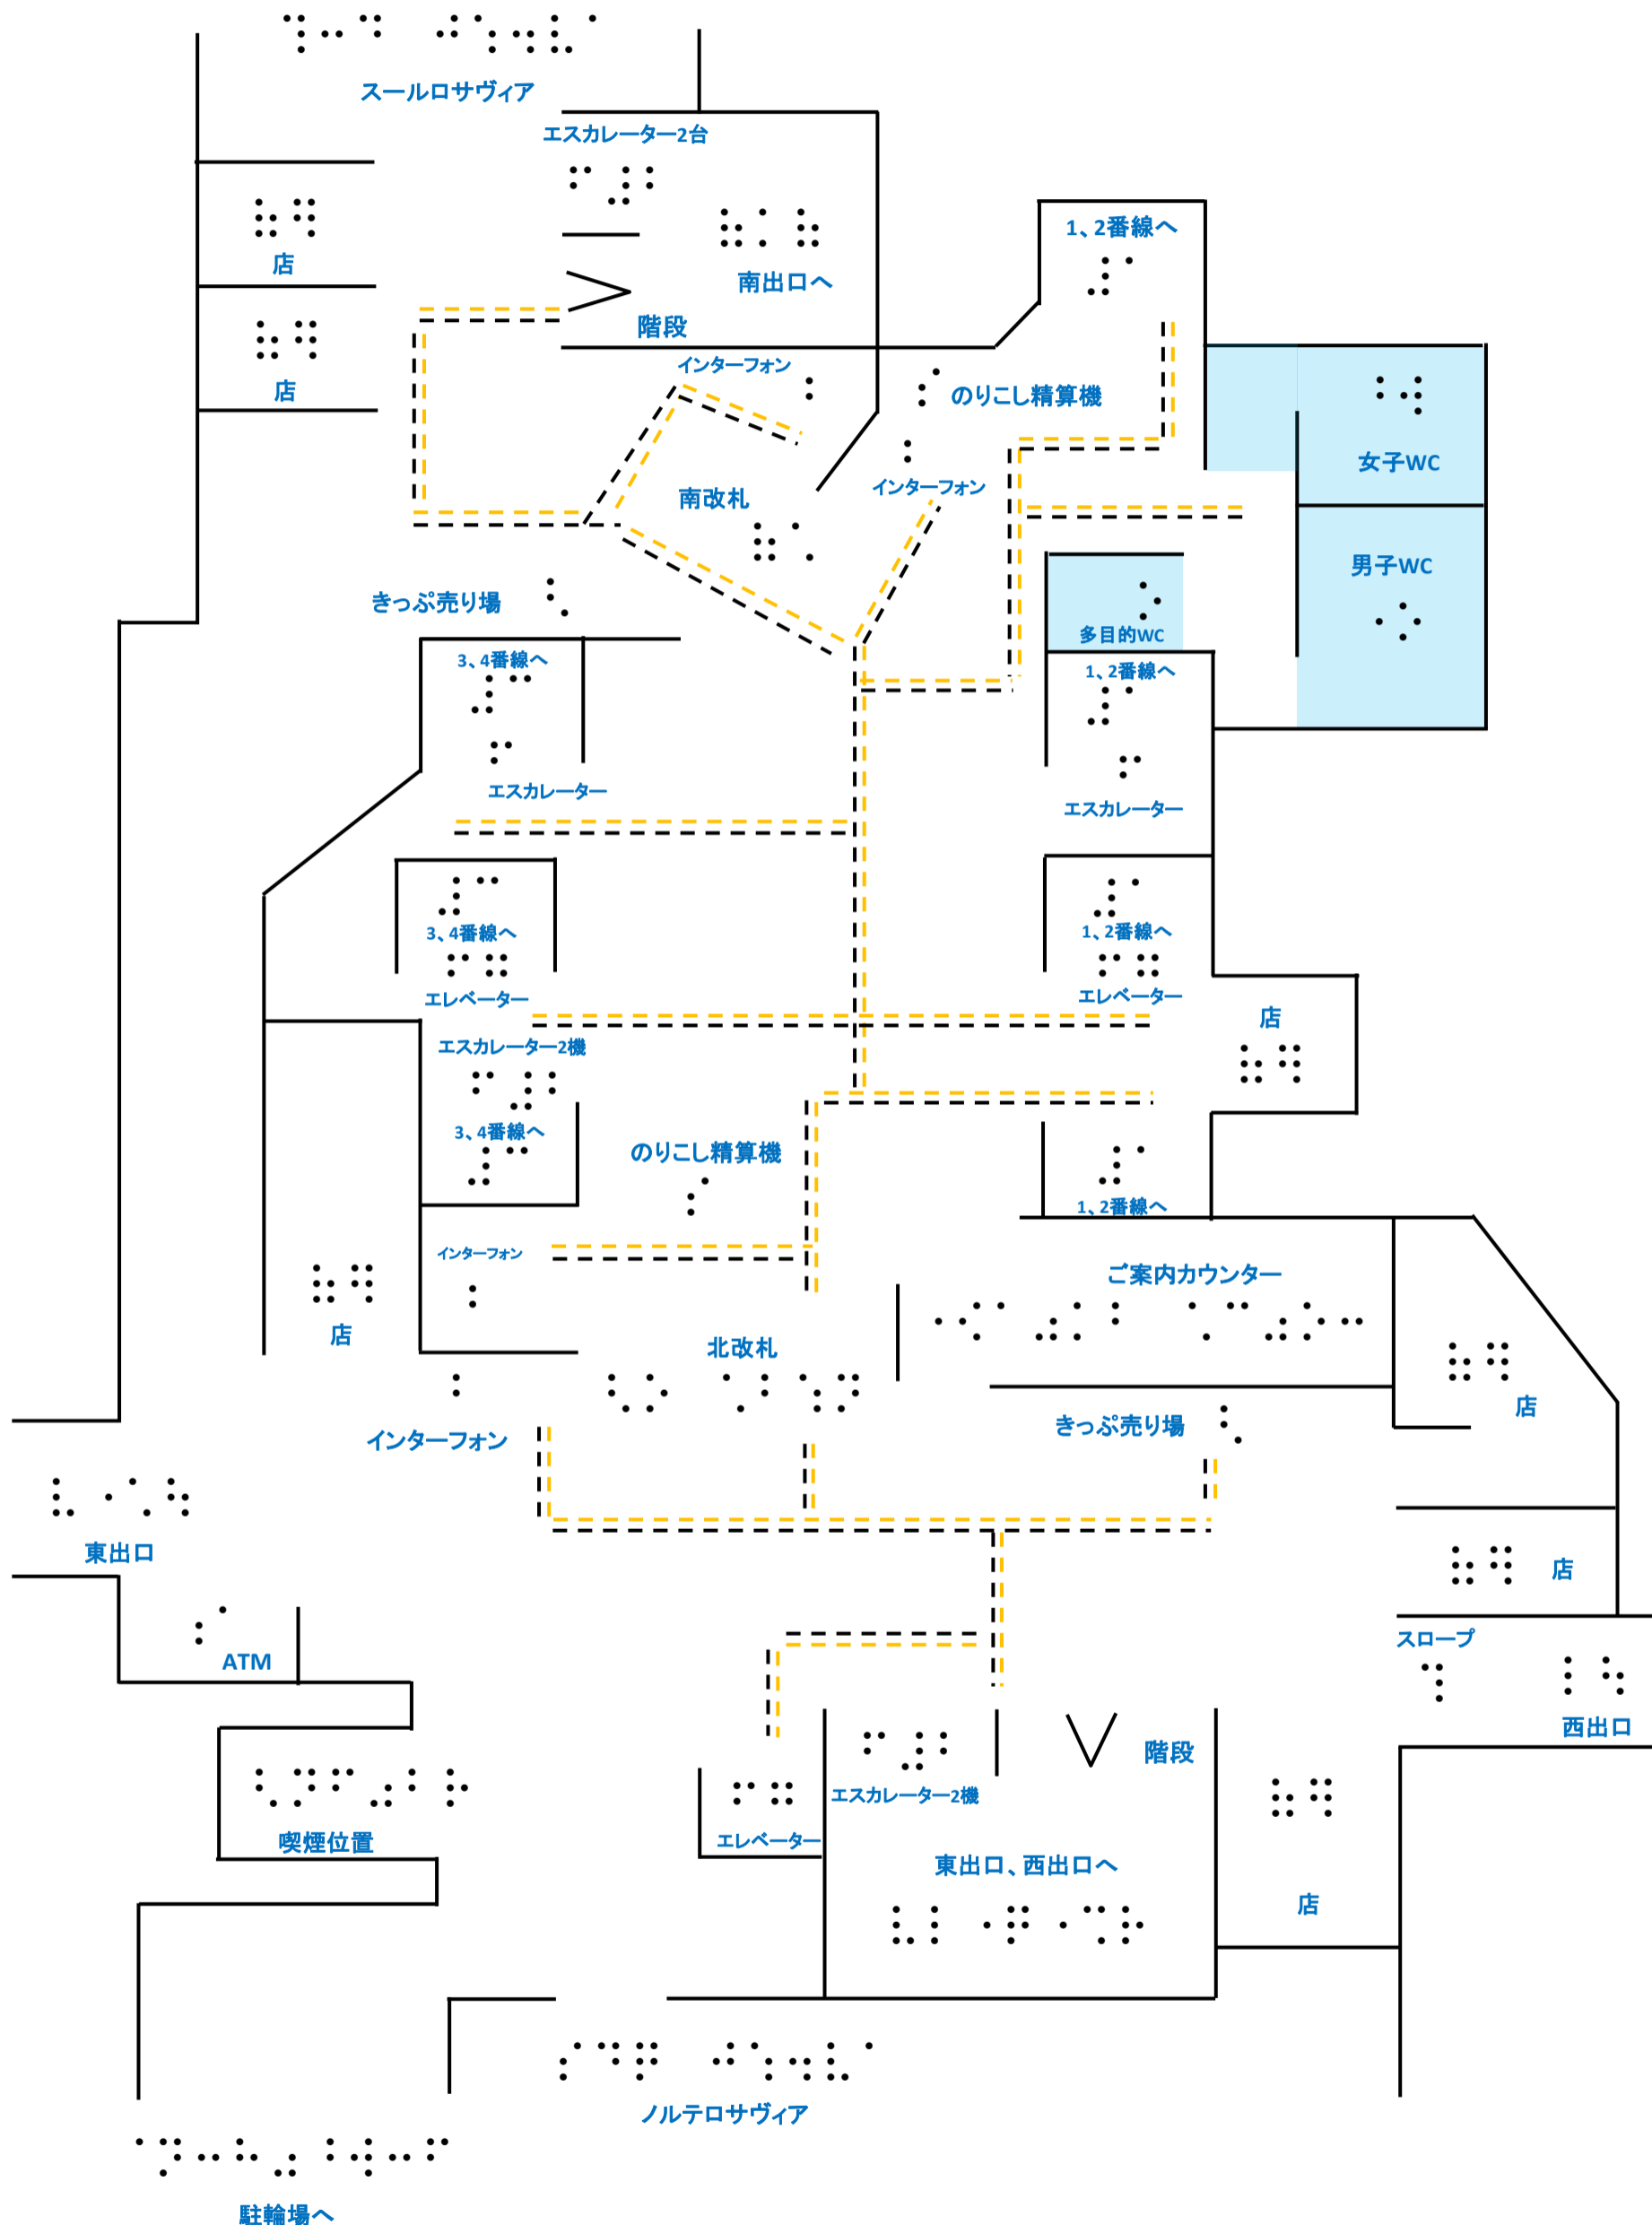 スールロサヴィア
エスカレーター2台
店
南出口へ
1、2番線へ
階段
店
インターフォン
のりこし精算機
女子WC
南改札
インターフォン
男子WC
きっぷ売り場
多目的WC
3、4番線へ
1、2番線へ
エスカレーター
エスカレーター
3、4番線へ
1、2番線へ
エレベーター
エレベーター
店
エスカレーター2機
3、4番線へ
のりこし精算機
1、2番線へ
インターフォン
ご案内カウンター
店
北改札
店
インターフォン
きっぷ売り場
東出口
店
スロープ
ATM
西出口
階段
エスカレーター2機
喫煙位置
エレベーター
東出口、西出口へ
店
ノルテロサヴィア
駐輪場へ